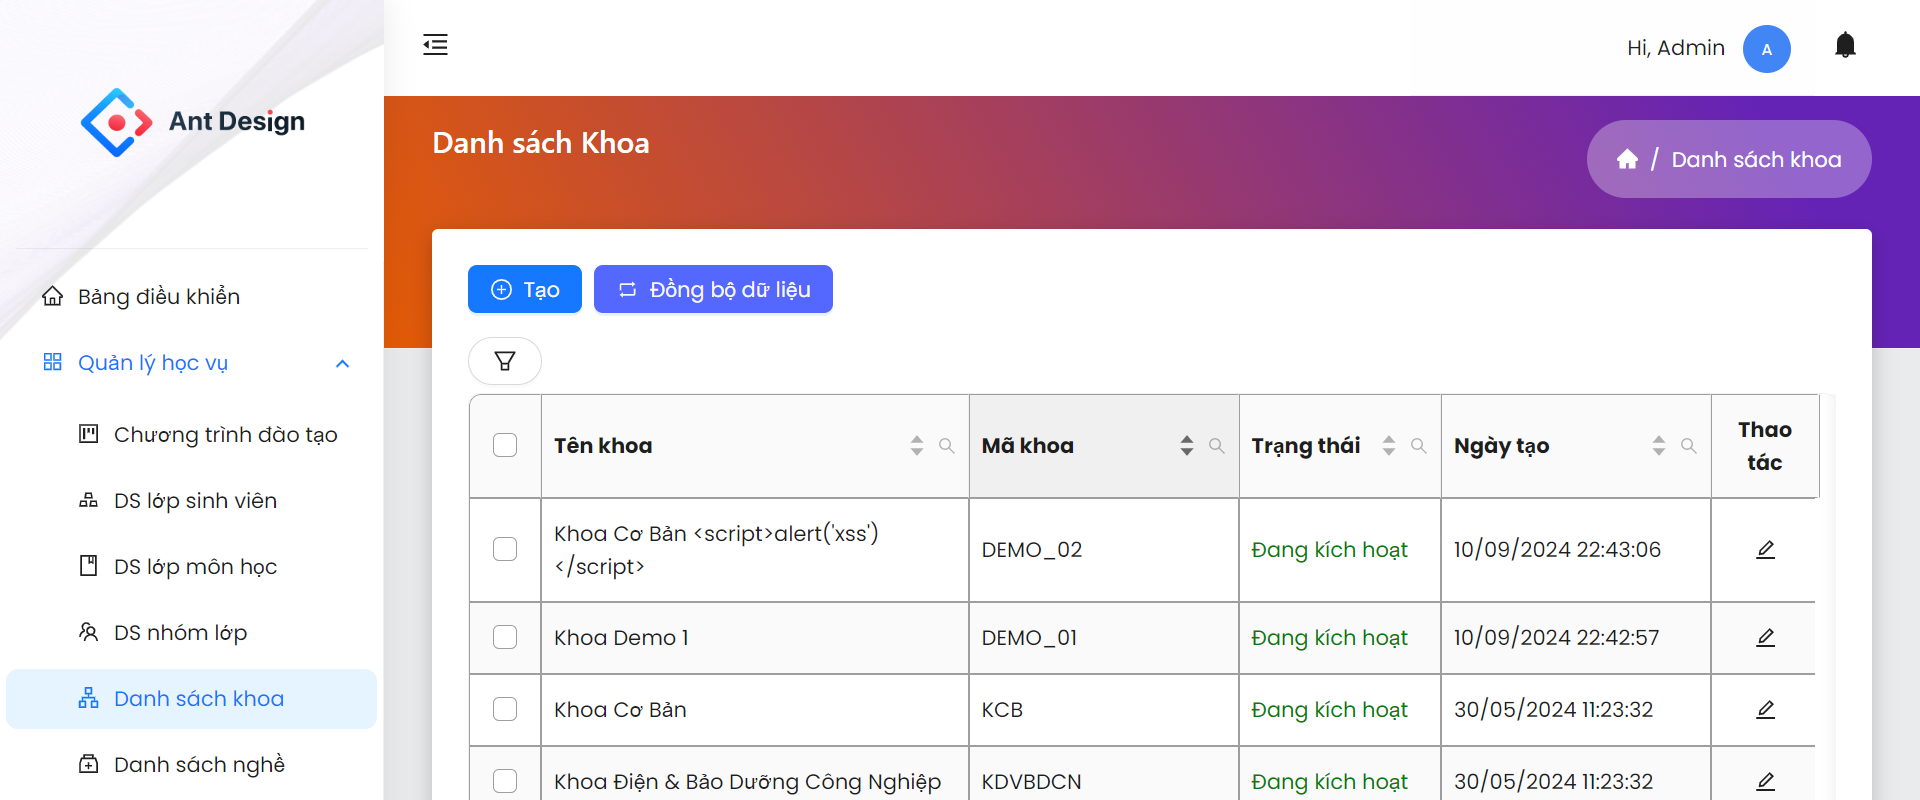 Ant Design
Bảng điều khiển
Quản lý học vụ
Chương trình đào tạo
DS lớp sinh viên
DS lớp môn học
DS nhóm lớp
Danh sách khoa
Danh sách nghề
Hi, Admin
A
Danh sách Khoa
/ Danh sách khoa
Tạo
Đồng bộ dữ liệu
Tên khoa
Mã khoa
Trạng thái
Ngày tạo
Thao
tác
Khoa Cơ Bản <script>alert('xss')
</script>
DEMO_02
Đang kích hoạt
10/09/2024 22:43:06
Khoa Demo 1
DEMO_01
Đang kích hoạt
10/09/2024 22:42:57
Khoa Cơ Bản
KCB
Đang kích hoạt
30/05/2024 11:23:32
Khoa Điện & Bảo Dưỡng Công Nghiệp
KDVBDCN
Đang kích hoạt
30/05/2024 11:23:32